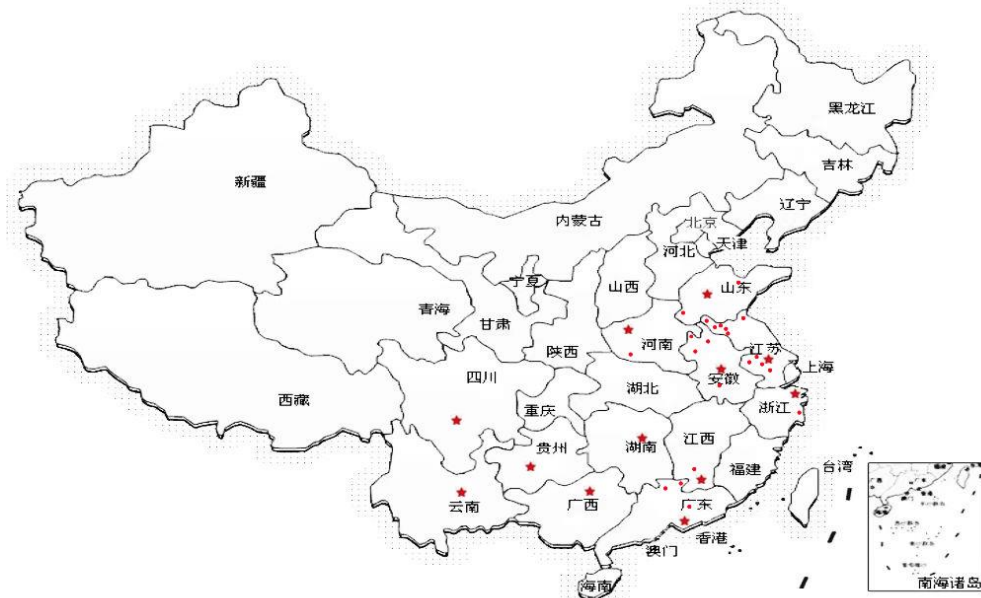 黑龙江
吉林
辽宁
新疆
内蒙古
北京
天津
河北
宁夏
山西
山东
青海
甘肃
陕西
河南
江苏
上海
四川
西藏
湖北
安徽
重庆
浙江
贵州
湖南
江西
福建
台湾
云南
广西
广东
香港
澳门
海南
南海诸岛